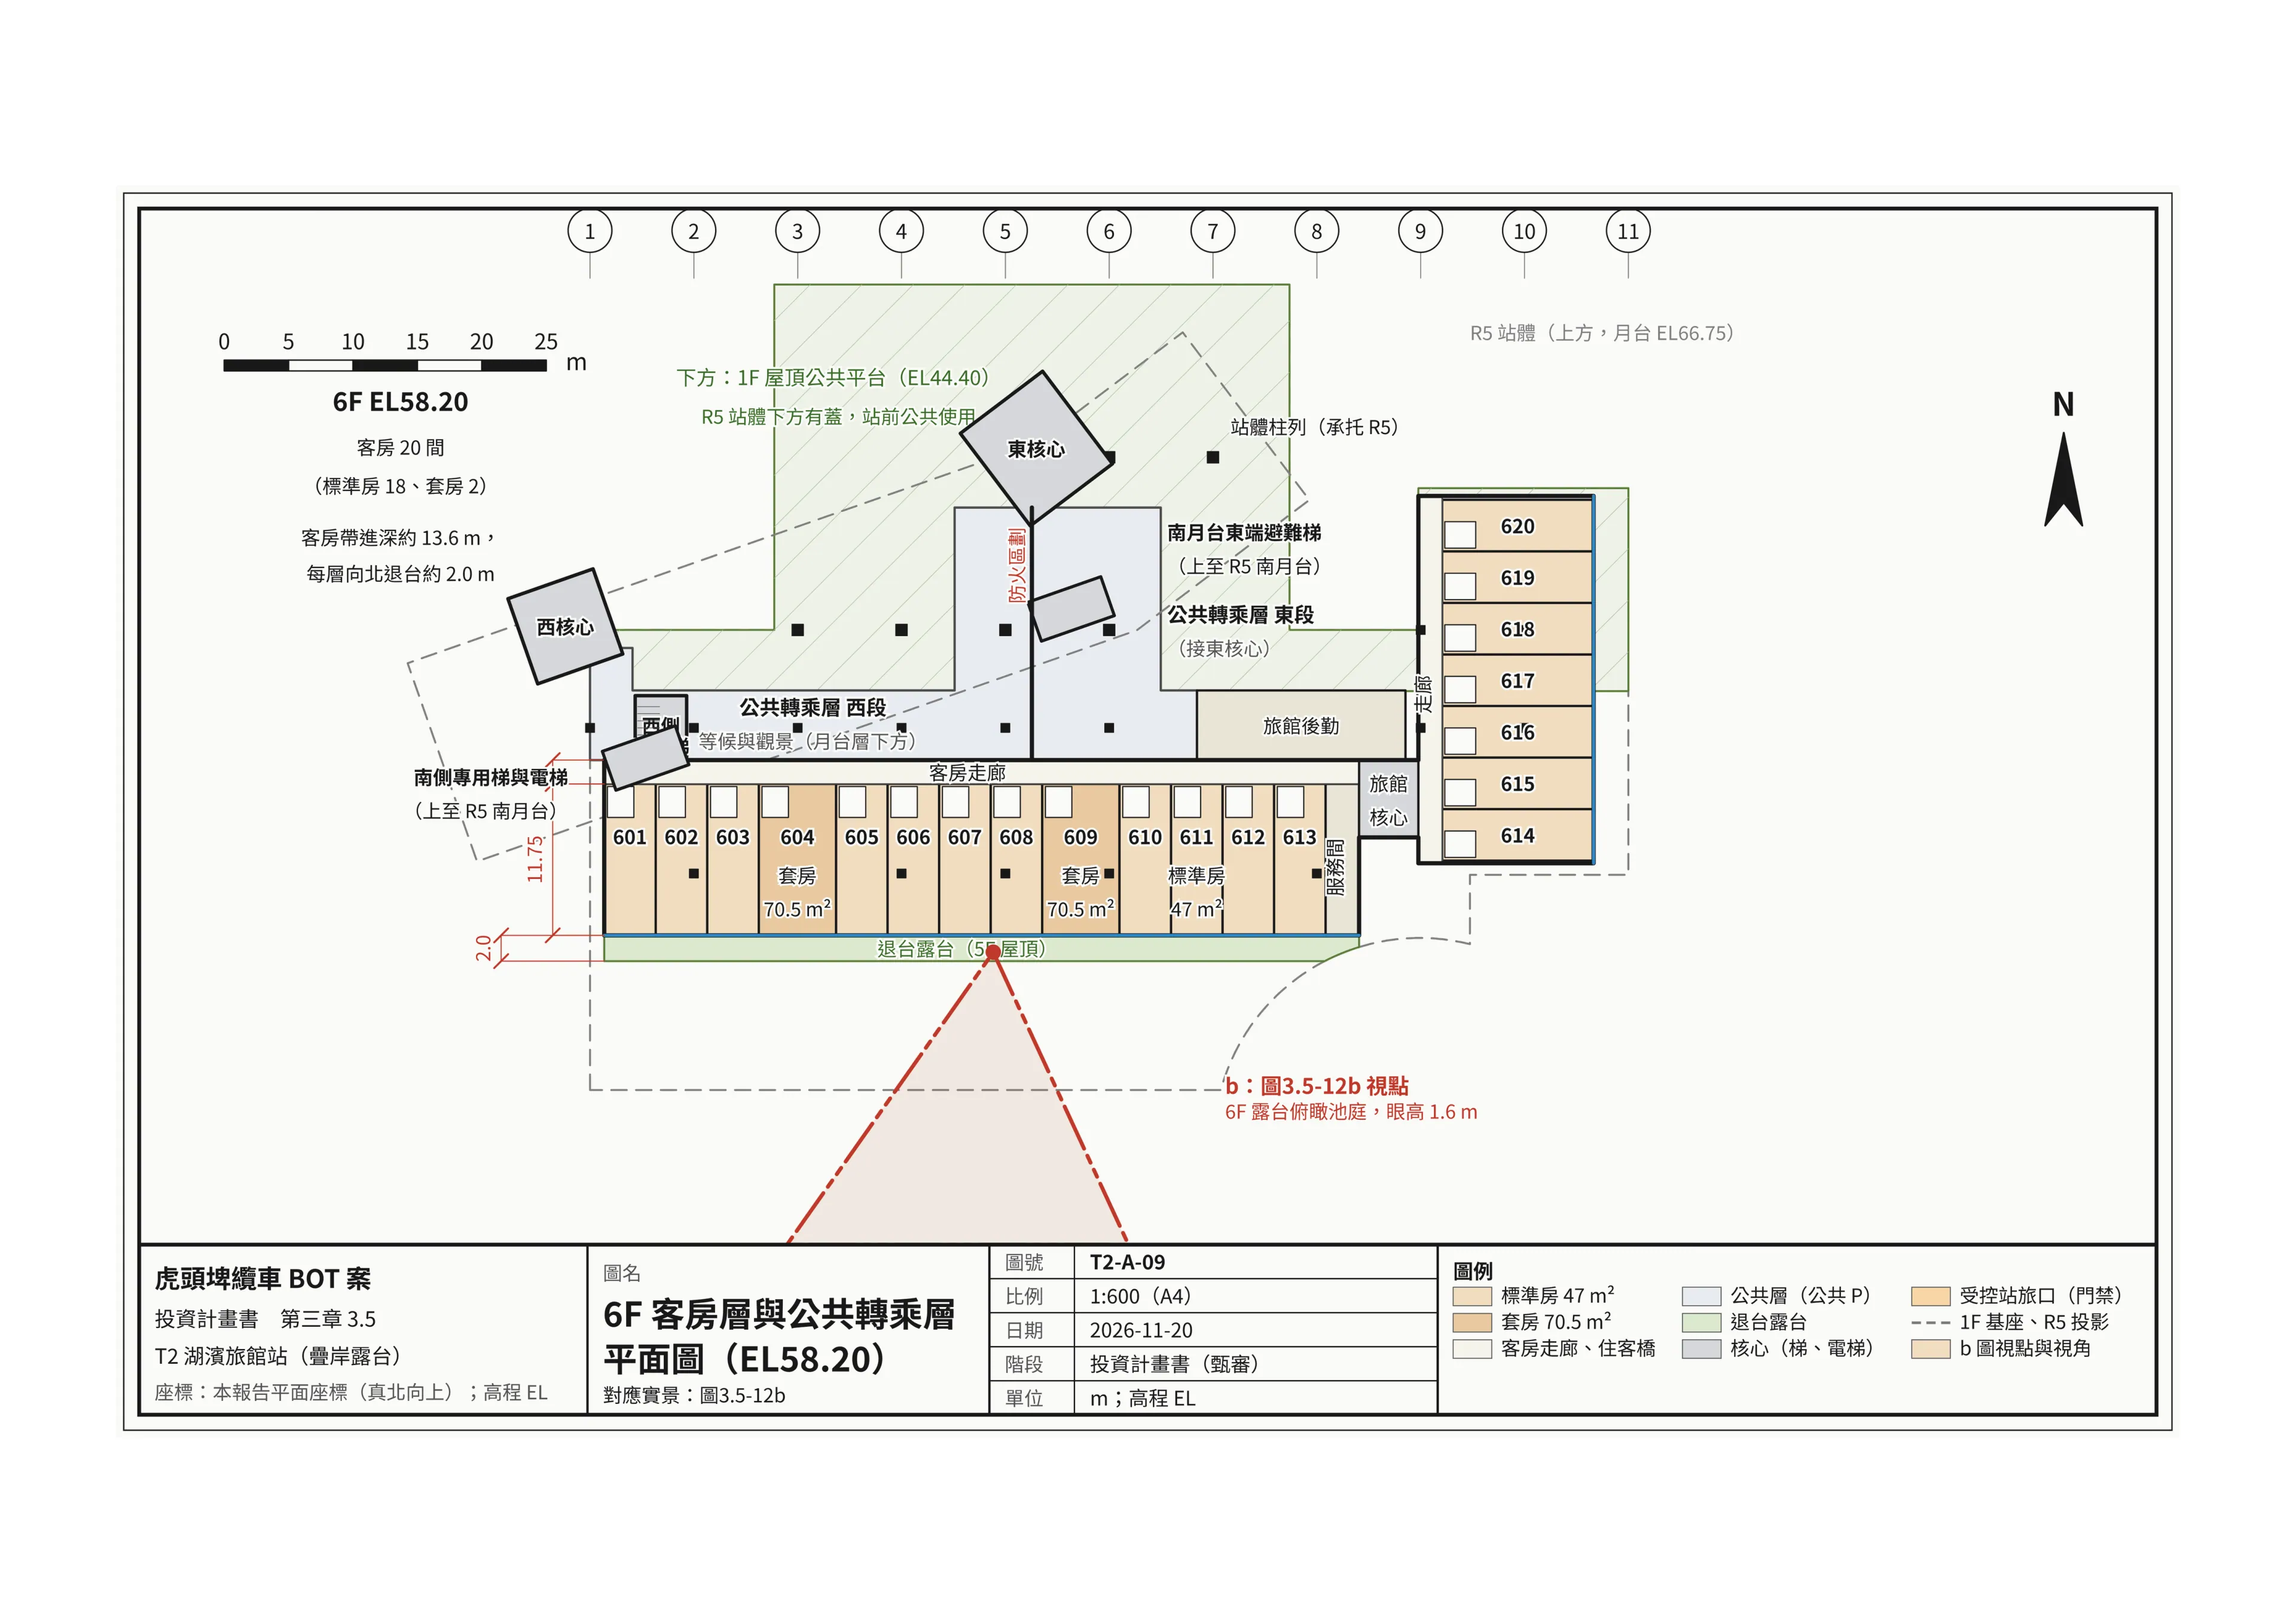 1 2 3 4 5 6 7 8 9 10 11
0 5 10 15 20 25 m
6F EL58.20
客房 20 間
（標準房 18、套房 2）
客房帶進深約 13.6 m，
每層向北退台約 2.0 m
R5 站體（上方，月台 EL66.75）
N
下方：1F 屋頂公共平台（EL44.40）
R5 站體下方有蓋，站前公共使用
東核心
站體柱列（承托 R5）
防火區劃
南月台東端避難梯
（上至 R5 南月台）
公共轉乘層 東段
（接東核心）
西核心
西側
公共轉乘層 西段
等候與觀景（月台層下方）
旅館後勤
走廊
620
619
618
617
616
615
614
南側專用梯與電梯
（上至 R5 南月台）
客房走廊
旅館
核心
601 602 603 604 605 606 607 608 609 610 611 612 613
套房
70.5 m²
套房
70.5 m²
標準房
47 m²
服務間
11.75
2.0
退台露台（5F 屋頂）
b：圖3.5-12b 視點
6F 露台俯瞰池庭，眼高 1.6 m
虎頭埤纜車 BOT 案
投資計畫書 第三章 3.5
T2 湖濱旅館站（疊岸露台）
座標：本報告平面座標（真北向上）；高程 EL
圖名
6F 客房層與公共轉乘層
平面圖（EL58.20）
對應實景：圖3.5-12b
圖號 T2-A-09
比例 1:600（A4）
日期 2026-11-20
階段 投資計畫書（甄審）
單位 m；高程 EL
圖例
標準房 47 m²
套房 70.5 m²
客房走廊、住客橋
公共層（公共 P）
退台露台
核心（梯、電梯）
受控站旅口（門禁）
1F 基座、R5 投影
b 圖視點與視角